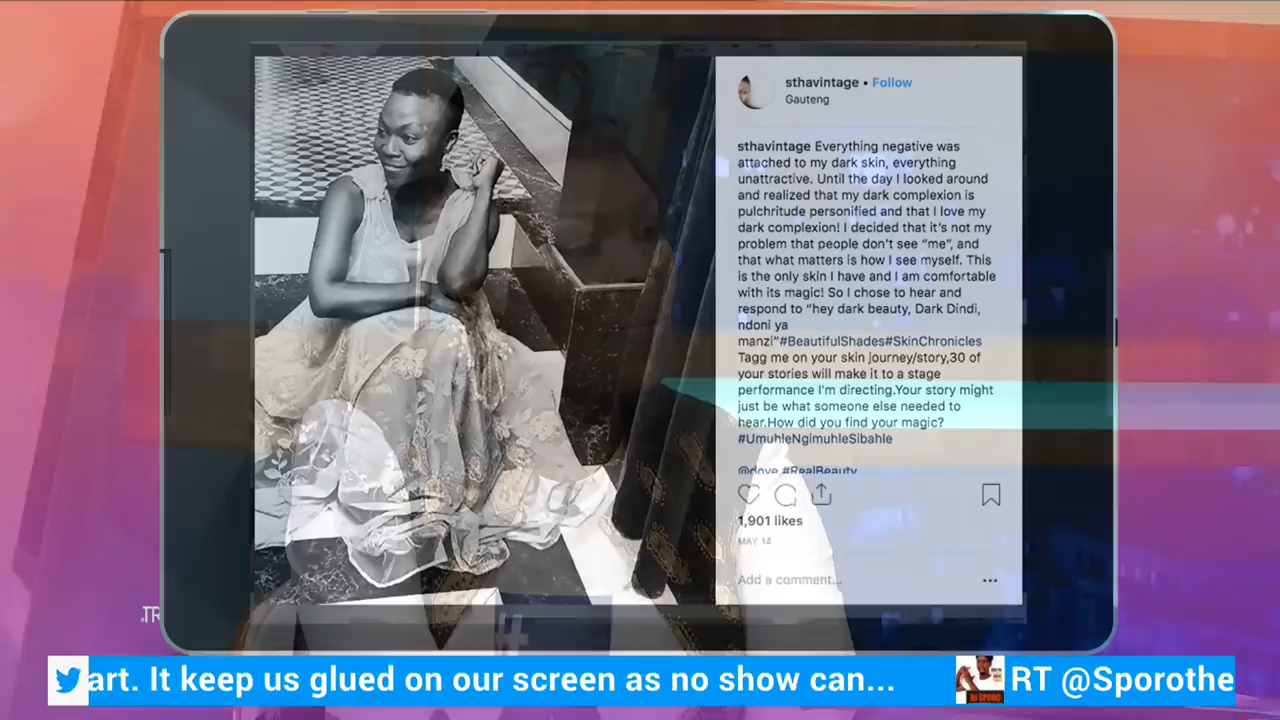 sthavintage • Follow
Gauteng
sthavintage Everything negative was
attached to my dark skin, everything
unattractive. Until the day I looked around
and realized that my dark complexion is
pulchritude personified and that I love my
dark complexion! I decided that it's not my
problem that people don't see "me", and
that what matters is how I see myself. This
is the only skin I have and I am comfortable
with its magic! So I chose to hear and
respond to "hey dark beauty, Dark Dindi,
ndoni ya
manzi"#BeautifulShades#SkinChronicles
Tagg me on your skin journey/story,30 of
your stories will make it to a stage
performance I'm directing.Your story might
just be what someone else needed to
hear.How did you find your magic?
#UmuhleNgimuhleSibahle
@dove #RealBeauty
1,901 likes
MAY 14
Add a comment...
.TR
art. It keep us glued on our screen as no show can...
RT @Sporothe